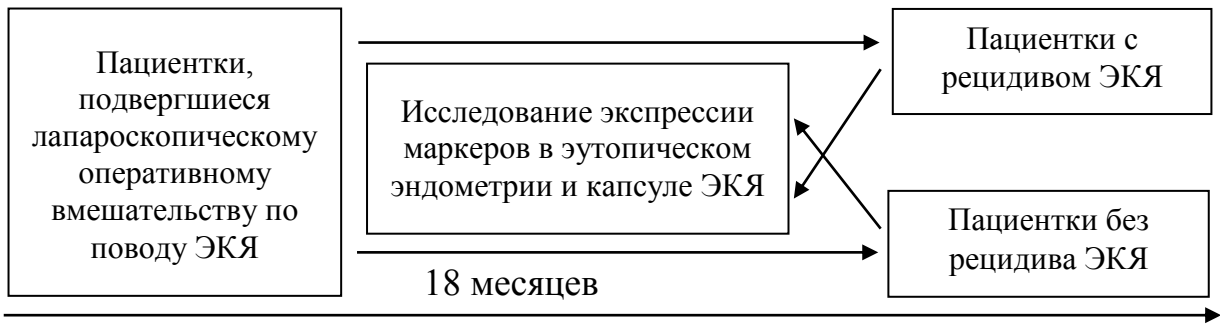 Пациентки,
подвергшиеся
лапароскопическому
оперативному
вмешательству по
поводу ЭКЯ
Исследование экспрессии
маркеров в эутопическом
эндометрии и капсуле ЭКЯ
Пациентки с
рецидивом ЭКЯ
Пациентки без
рецидива ЭКЯ
18 месяцев